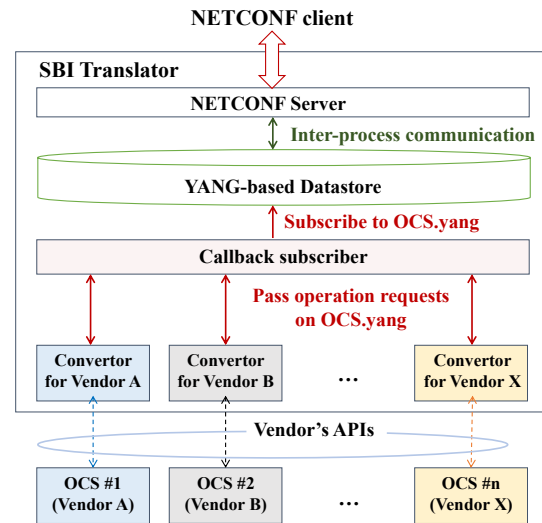 NETCONF client
SBI Translator
NETCONF Server
Inter-process communication
YANG-based Datastore
Subscribe to OCS.yang
Callback subscriber
Pass operation requests
on OCS.yang
Convertor
for Vendor A
Convertor
for Vendor B
...
Convertor
for Vendor X
Vendor's APIs
OCS #1
(Vendor A)
OCS #2
(Vendor B)
...
OCS #n
(Vendor X)